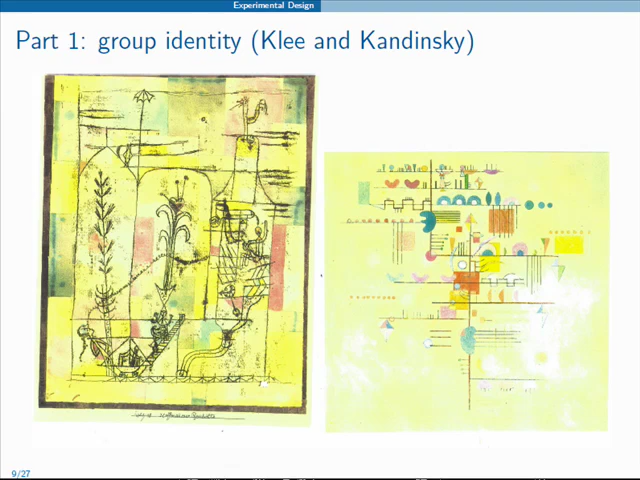 Experimental Design
Part 1: group identity (Klee and Kandinsky)
9/27